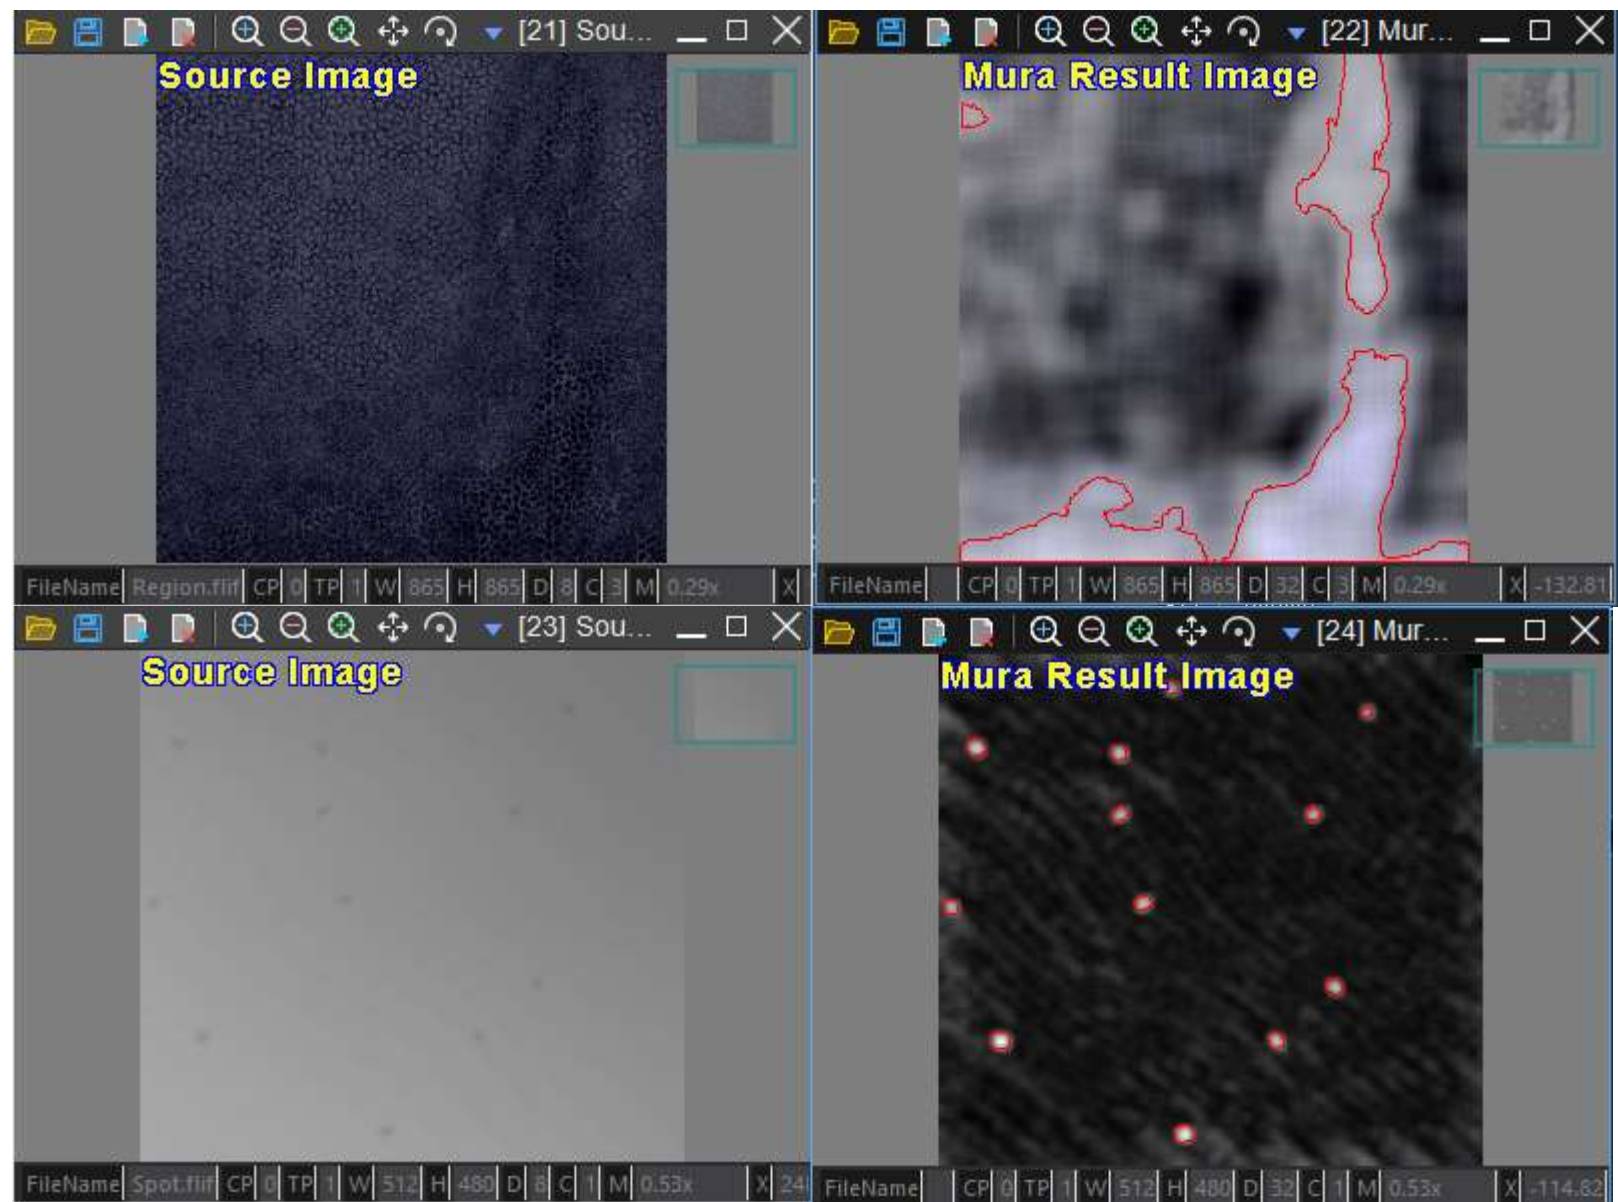 [21] Sou...
Source Image
FileName Region.flif CP 0 TP 1 W 865 H 865 D 8 C 3 M 0.29x X
[22] Mur...
Mura Result Image
FileName CP 0 TP 1 W 865 H 865 D 32 C 3 M 0.29x X -132.81
[23] Sou...
Source Image
FileName Spot.flif CP 0 TP 1 W 512 H 480 D 8 C 1 M 0.53x X 24
[24] Mur...
Mura Result Image
FileName CP 0 TP 1 W 512 H 480 D 32 C 1 M 0.53x X -114.82